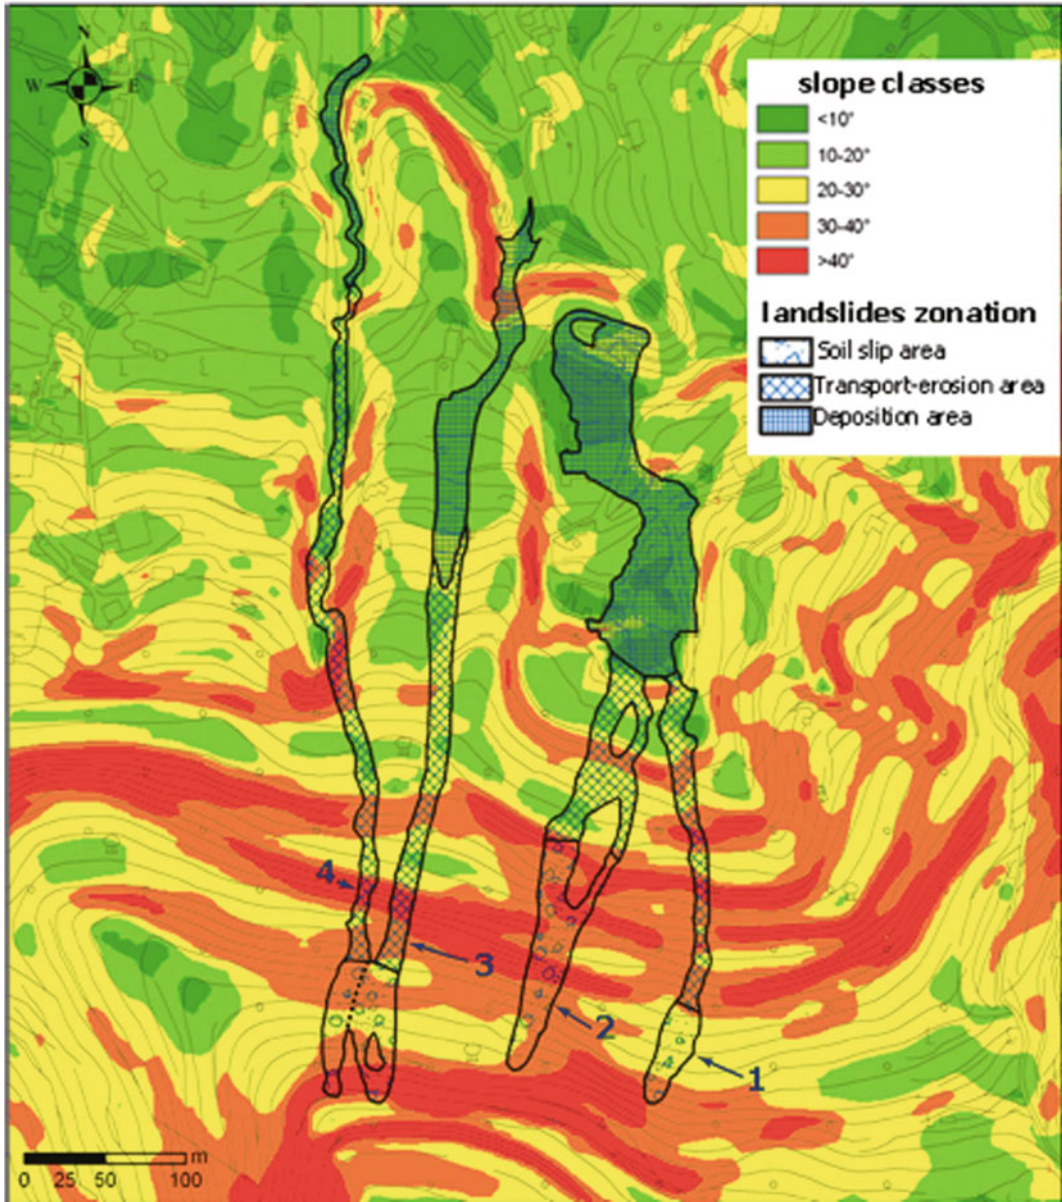 N
W E
S
slope classes
<10°
10-20°
20-30°
30-40°
>40°
landslides zonation
Soil slip area
Transport-erosion area
Deposition area
4
3
2
1
m
0 25 50 100